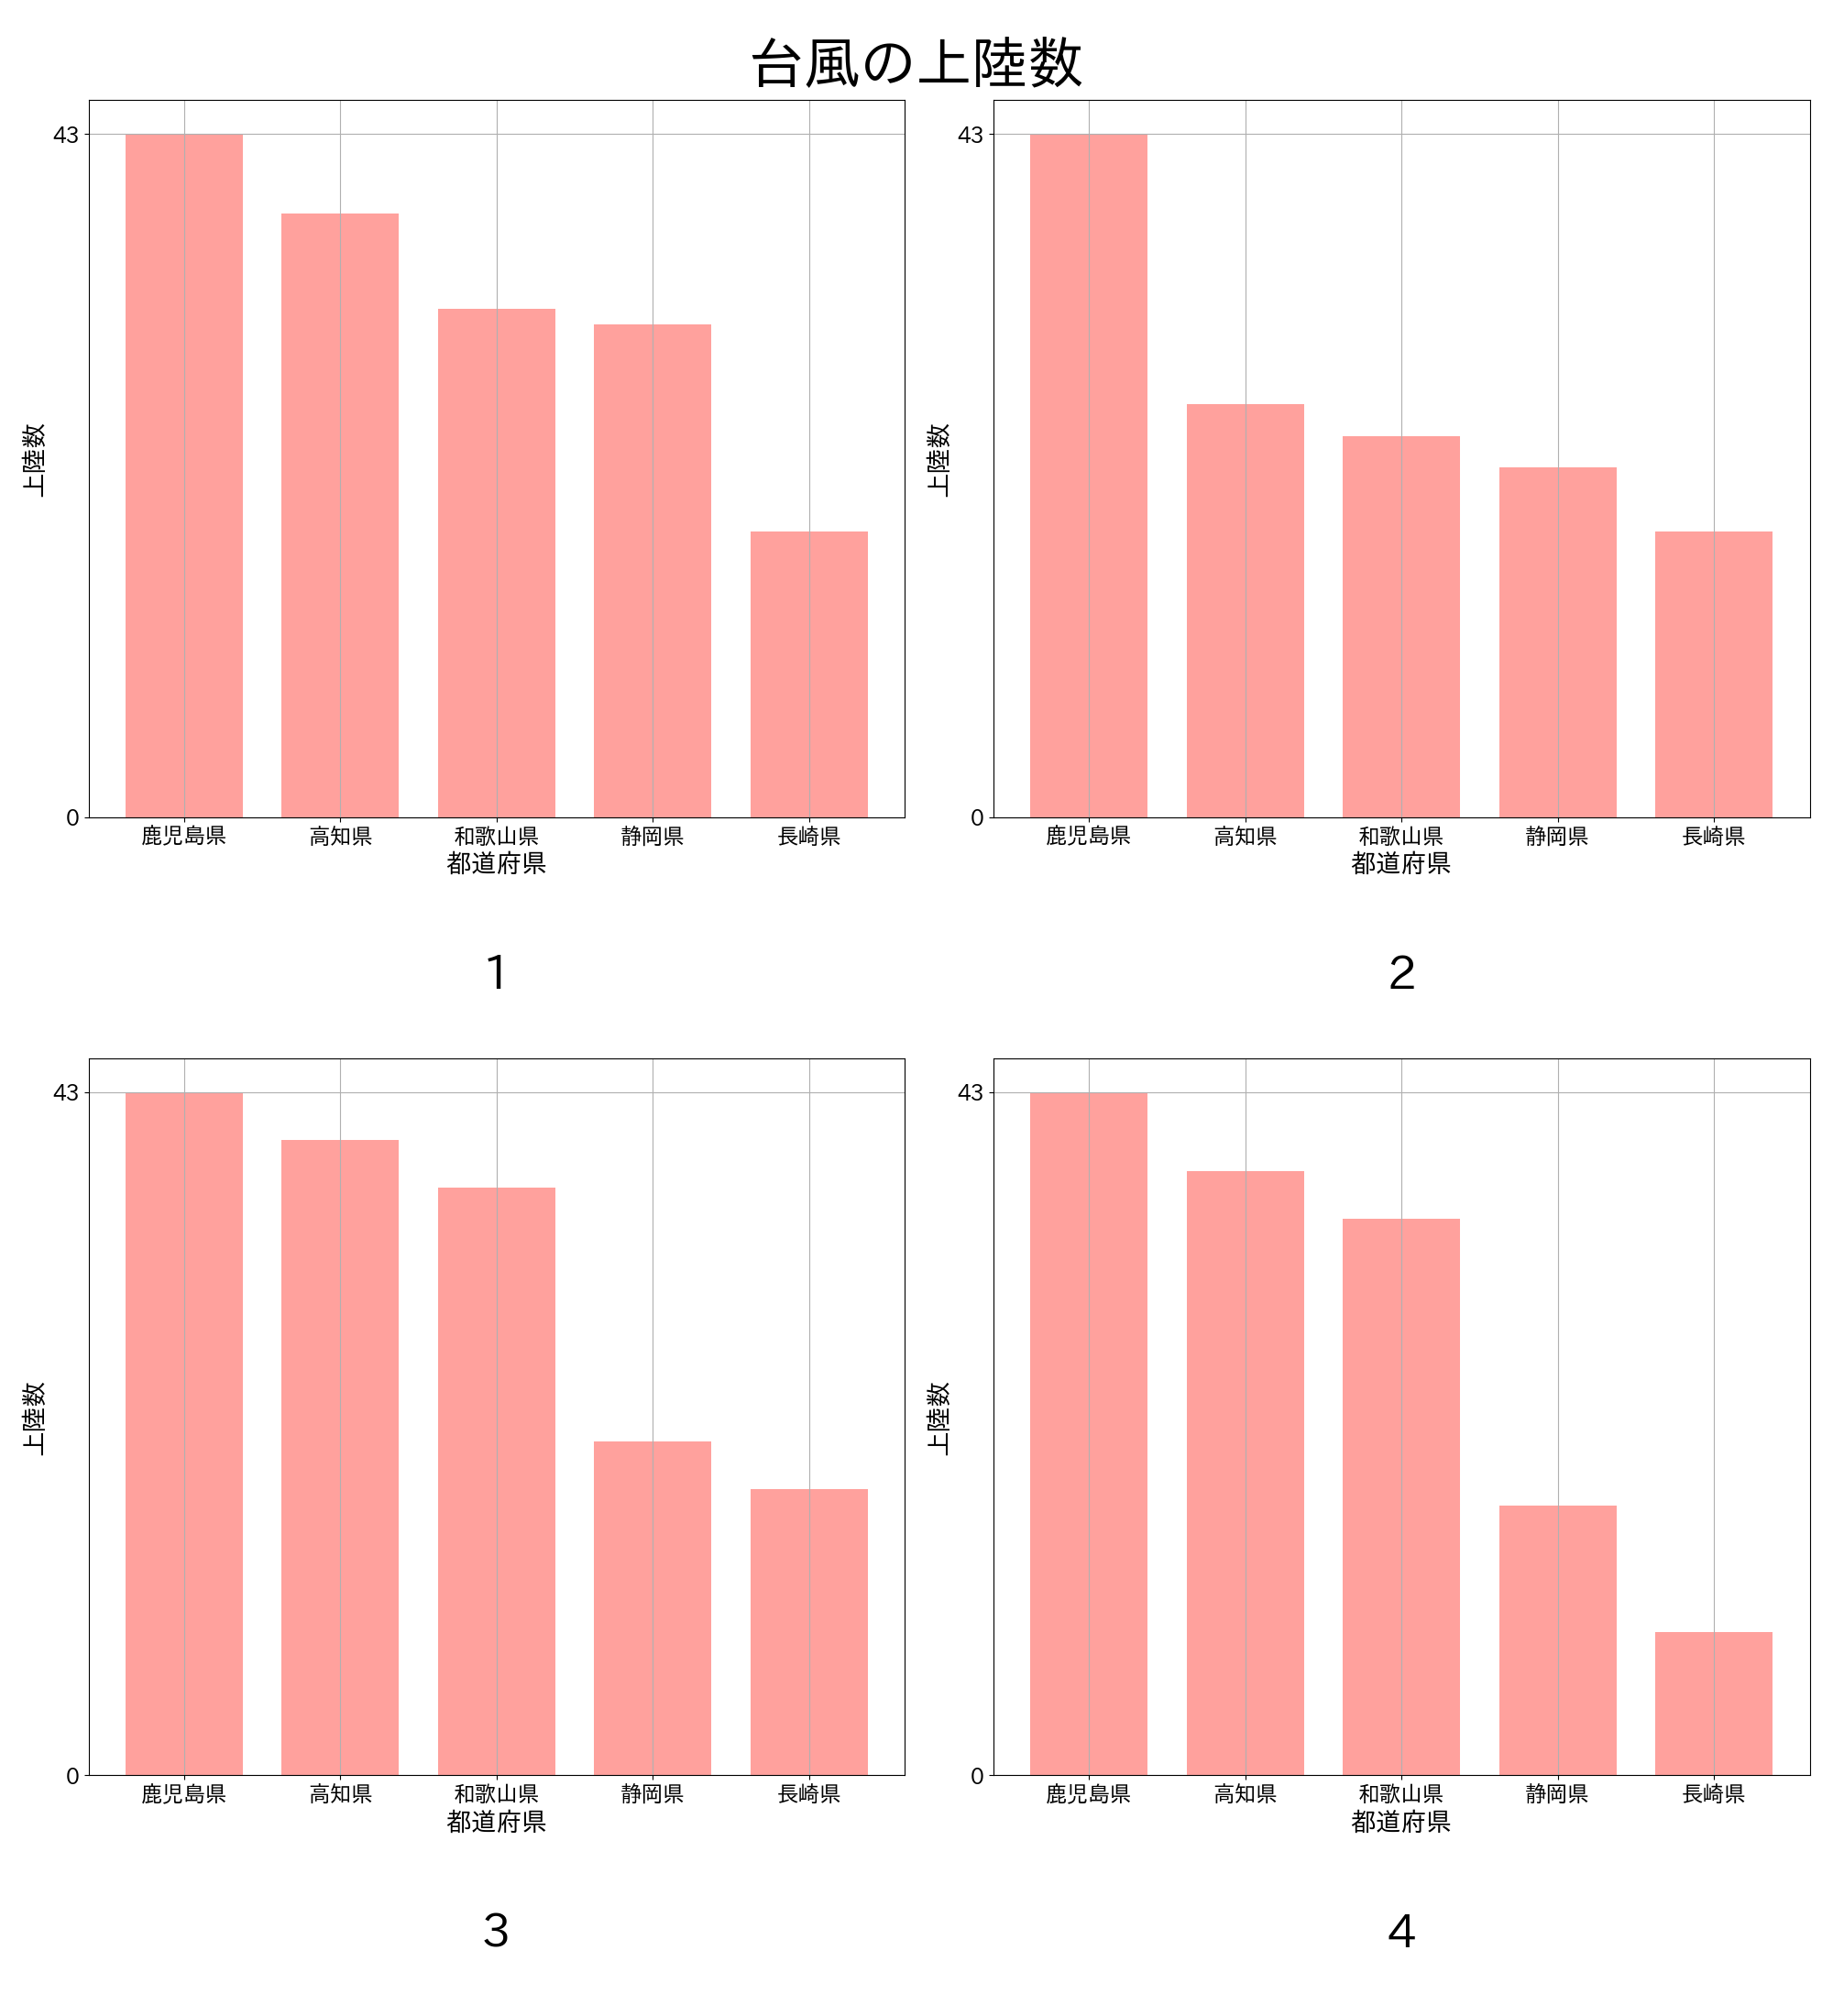 台風の上陸数
43
0
上陸数
鹿児島県 高知県 和歌山県 静岡県 長崎県
都道府県
1
43
0
上陸数
鹿児島県 高知県 和歌山県 静岡県 長崎県
都道府県
2
43
0
上陸数
鹿児島県 高知県 和歌山県 静岡県 長崎県
都道府県
3
43
0
上陸数
鹿児島県 高知県 和歌山県 静岡県 長崎県
都道府県
4